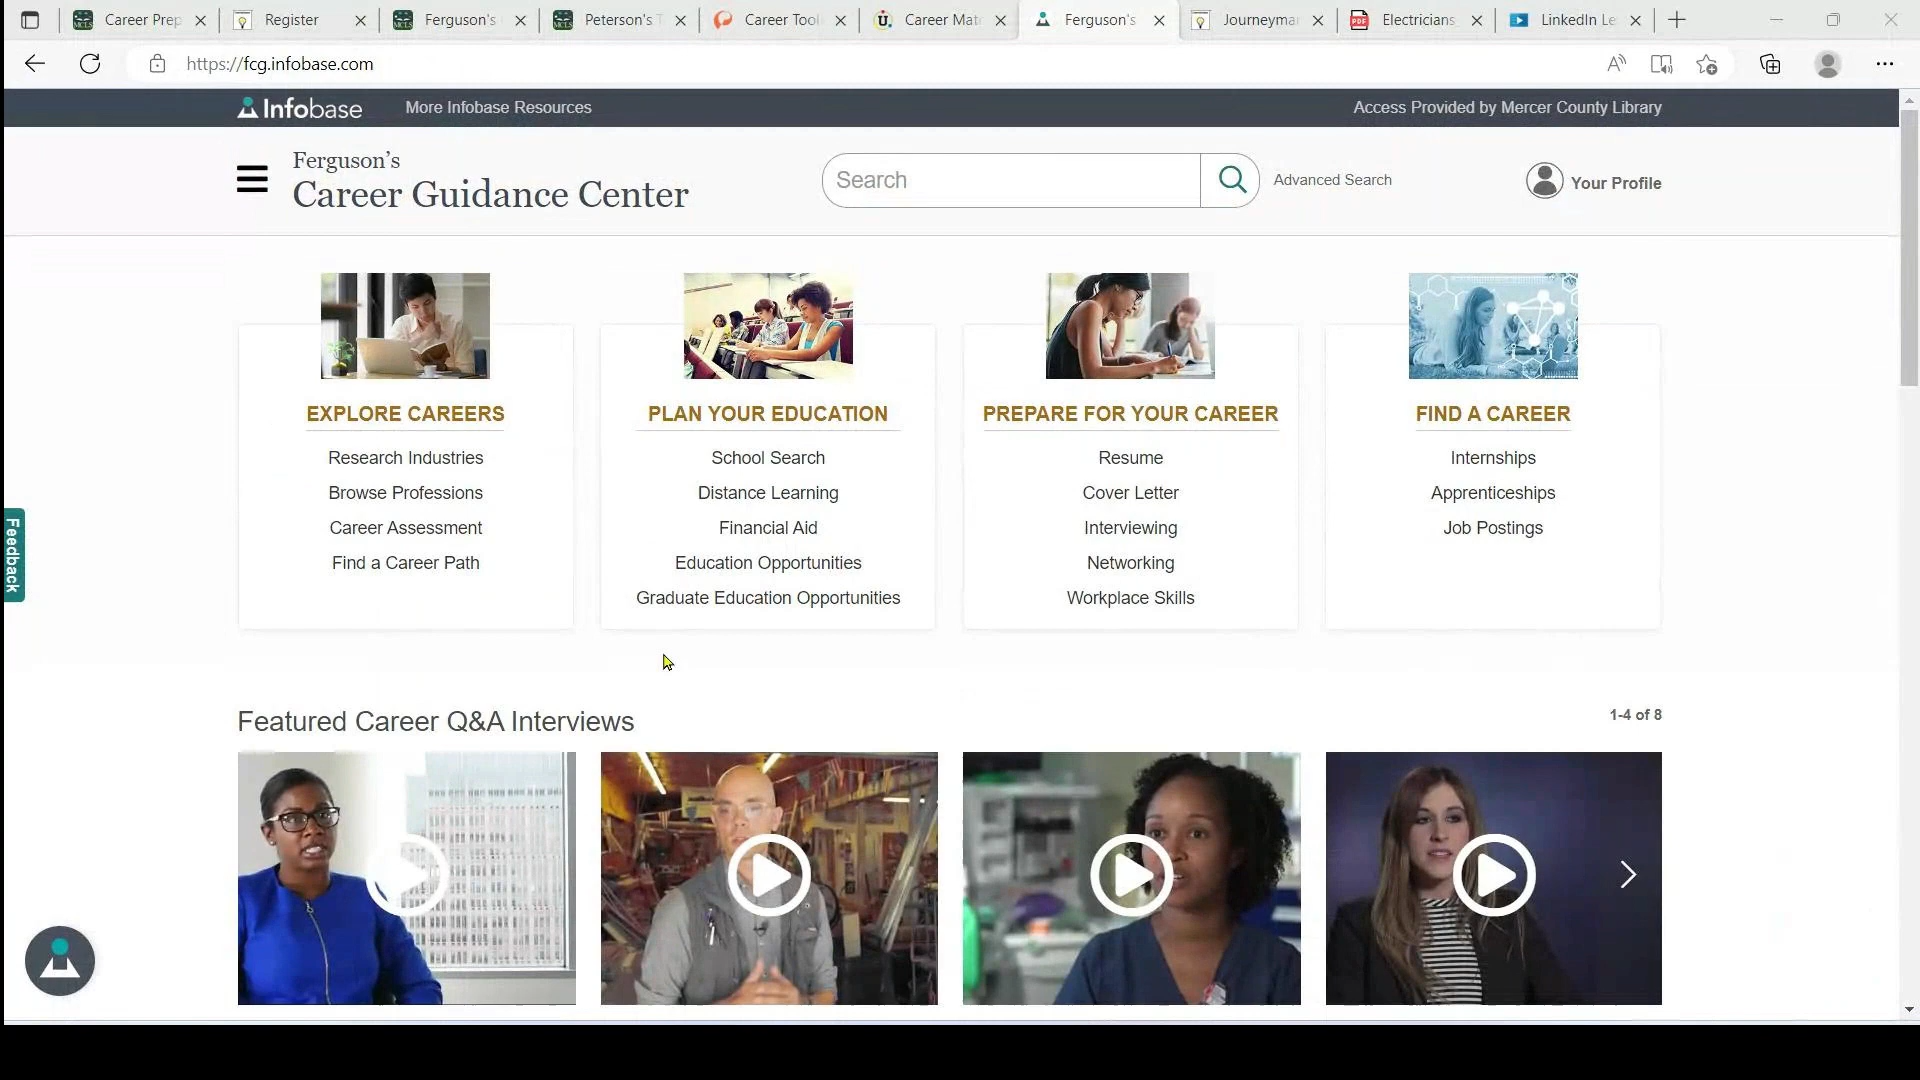 Career Prep
Register
Ferguson's
Peterson's T
Career Tool
Career Mat
Ferguson's
Journeyma
PDF
Electricians
LinkedIn Le
https://fcg.infobase.com
Infobase
More Infobase Resources
Access Provided by Mercer County Library
Ferguson's
Career Guidance Center
Search
Advanced Search
Your Profile
EXPLORE CAREERS
Research Industries
Browse Professions
Career Assessment
Find a Career Path
PLAN YOUR EDUCATION
School Search
Distance Learning
Financial Aid
Education Opportunities
Graduate Education Opportunities
PREPARE FOR YOUR CAREER
Resume
Cover Letter
Interviewing
Networking
Workplace Skills
FIND A CAREER
Internships
Apprenticeships
Job Postings
Feedback
Featured Career Q&A Interviews
1-4 of 8